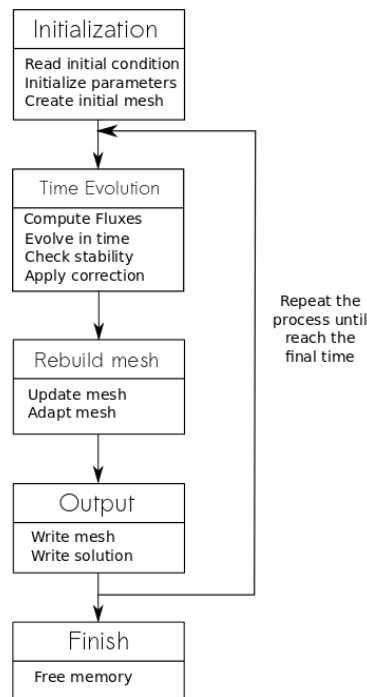 Initialization
Read initial condition
Initialize parameters
Create initial mesh
Time Evolution
Compute Fluxes
Evolve in time
Check stability
Apply correction
Repeat the
process until
reach the
final time
Rebuild mesh
Update mesh
Adapt mesh
Output
Write mesh
Write solution
Finish
Free memory